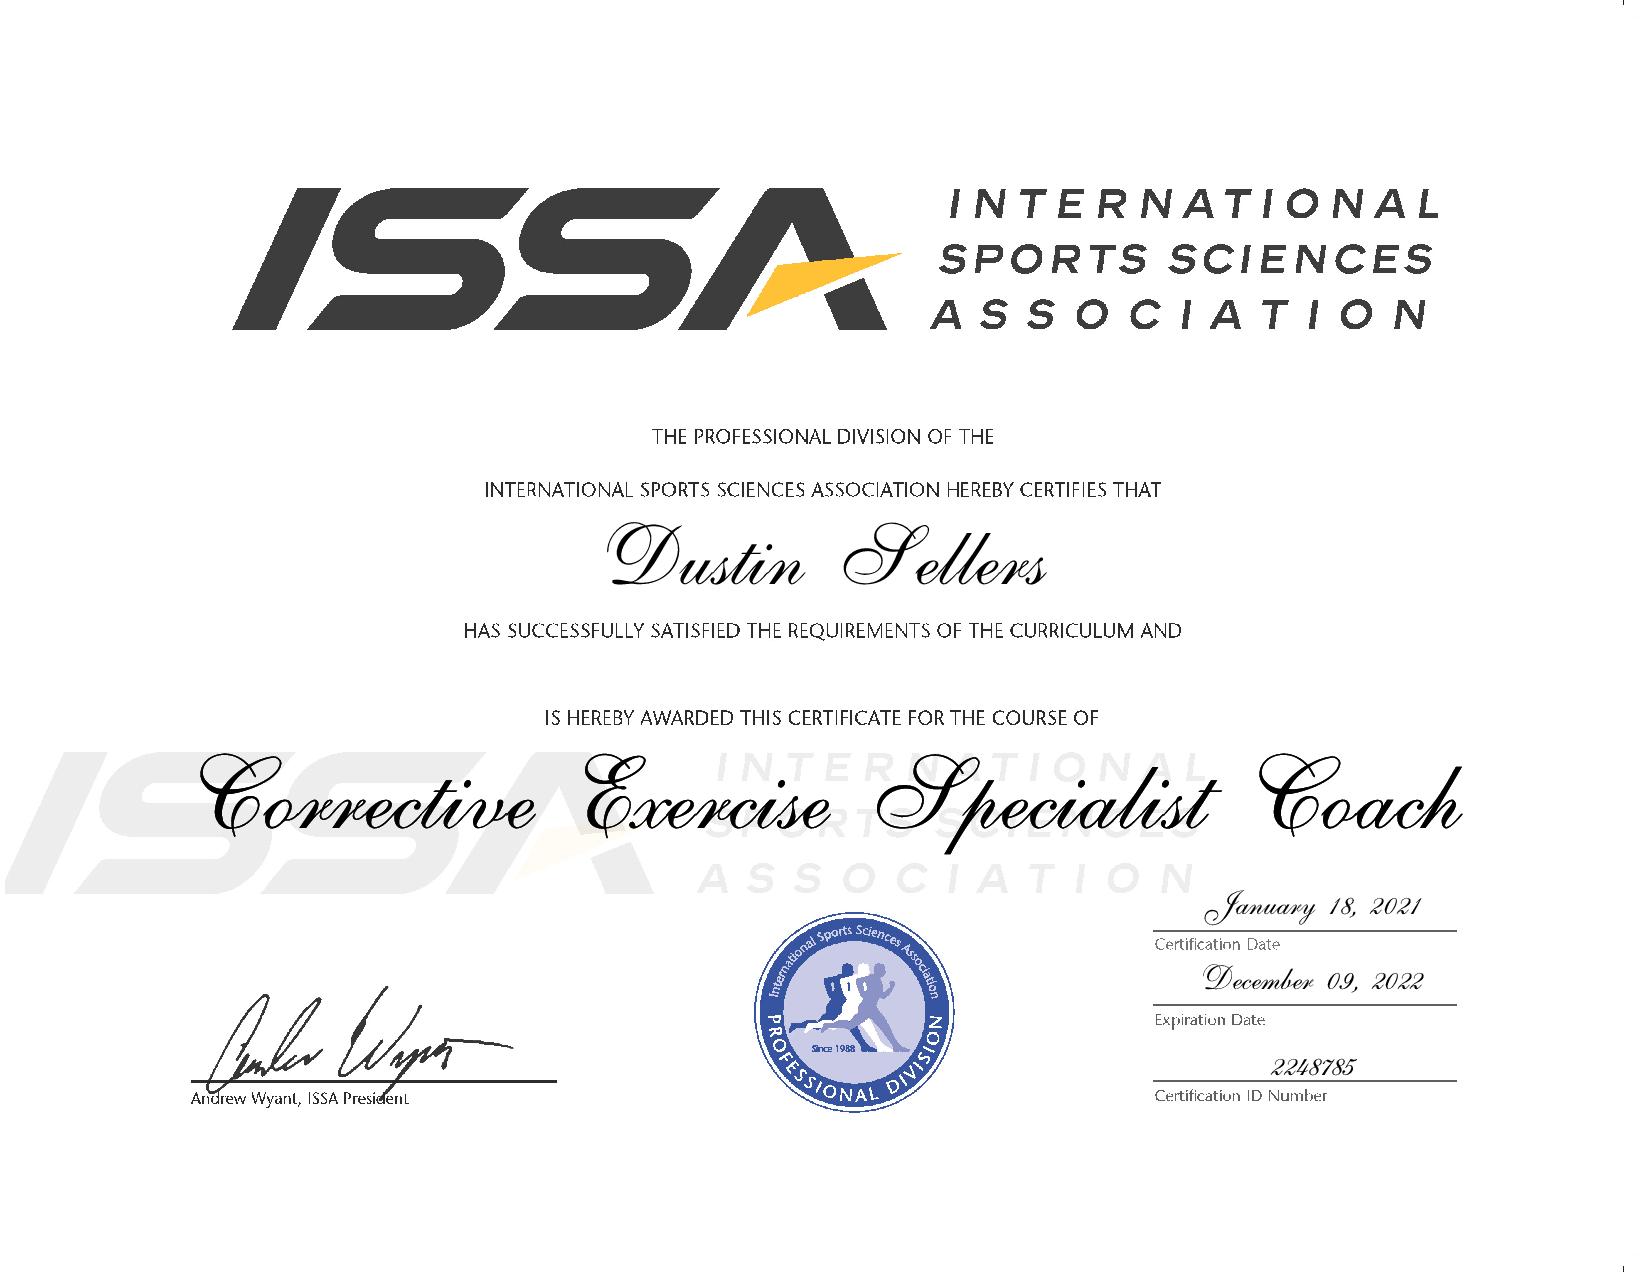 ISSA
INTERNATIONAL
SPORTS SCIENCES
ASSOCIATION
THE PROFESSIONAL DIVISION OF THE
INTERNATIONAL SPORTS SCIENCES ASSOCIATION HEREBY CERTIFIES THAT
Dustin Sellers
HAS SUCCESSFULLY SATISFIED THE REQUIREMENTS OF THE CURRICULUM AND
IS HEREBY AWARDED THIS CERTIFICATE FOR THE COURSE OF
ISSA
INTERNATIONAL
SPORTS SCIENCES
ASSOCIATION
Corrective Exercise Specialist Coach
January 18, 2021
Certification Date
December 09, 2022
Expiration Date
2248785
Certification ID Number
International Sports Sciences Association
Since 1988
PROFESSIONAL DIVISION
Andrew Wyant
Andrew Wyant, ISSA President